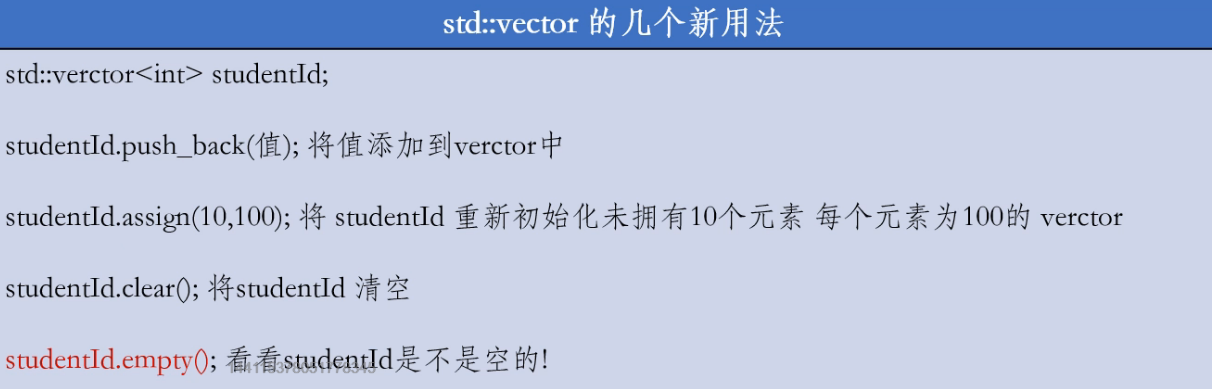 std::vector 的几个新用法
std::verctor<int> studentId;
studentId.push_back(值); 将值添加到verctor中
studentId.assign(10,100); 将 studentId 重新初始化未拥有10个元素 每个元素为100的 verctor
studentId.clear(); 将studentId 清空
studentId.empty(); 看看studentId是不是空的!